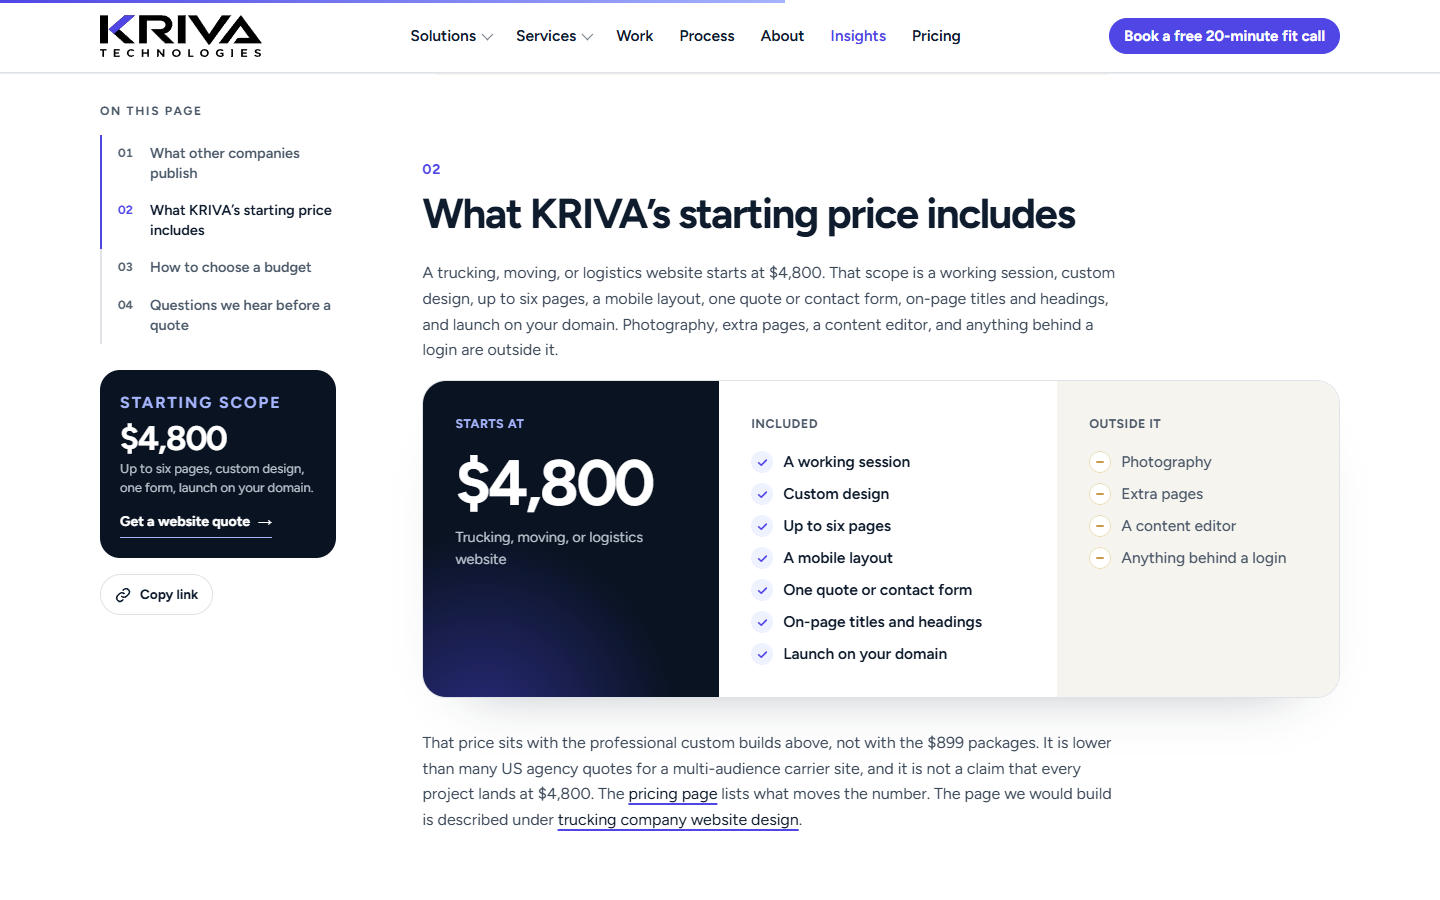 KRIVA
TECHNOLOGIES
Solutions
Services
Work
Process
About
Insights
Pricing
Book a free 20-minute fit call
ON THIS PAGE
01
What other companies
publish
02
What KRIVA’s starting price
includes
03
How to choose a budget
04
Questions we hear before a
quote
STARTING SCOPE
$4,800
Up to six pages, custom design,
one form, launch on your domain.
Get a website quote →
Copy link
02
What KRIVA’s starting price includes
A trucking, moving, or logistics website starts at $4,800. That scope is a working session, custom
design, up to six pages, a mobile layout, one quote or contact form, on-page titles and headings,
and launch on your domain. Photography, extra pages, a content editor, and anything behind a
login are outside it.
STARTS AT
$4,800
Trucking, moving, or logistics
website
INCLUDED
A working session
Custom design
Up to six pages
A mobile layout
One quote or contact form
On-page titles and headings
Launch on your domain
OUTSIDE IT
Photography
Extra pages
A content editor
Anything behind a login
That price sits with the professional custom builds above, not with the $899 packages. It is lower
than many US agency quotes for a multi-audience carrier site, and it is not a claim that every
project lands at $4,800. The pricing page lists what moves the number. The page we would build
is described under trucking company website design.